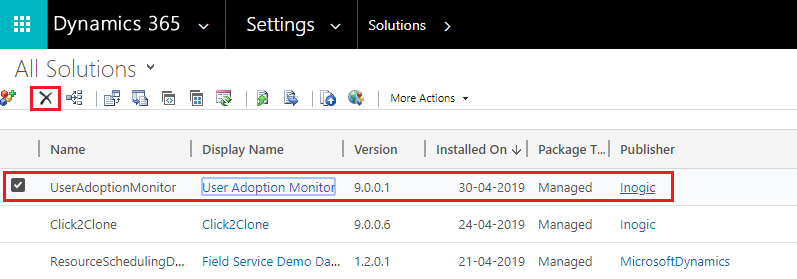 Dynamics 365 Settings Solutions
All Solutions
More Actions
Name Display Name Version Installed On Package T... Publisher
UserAdoptionMonitor User Adoption Monitor 9.0.0.1 30-04-2019 Managed Inogic
Click2Clone Click2Clone 9.0.0.6 24-04-2019 Managed Inogic
ResourceSchedulingD... Field Service Demo Da... 1.2.0.1 21-04-2019 Managed MicrosoftDynamics